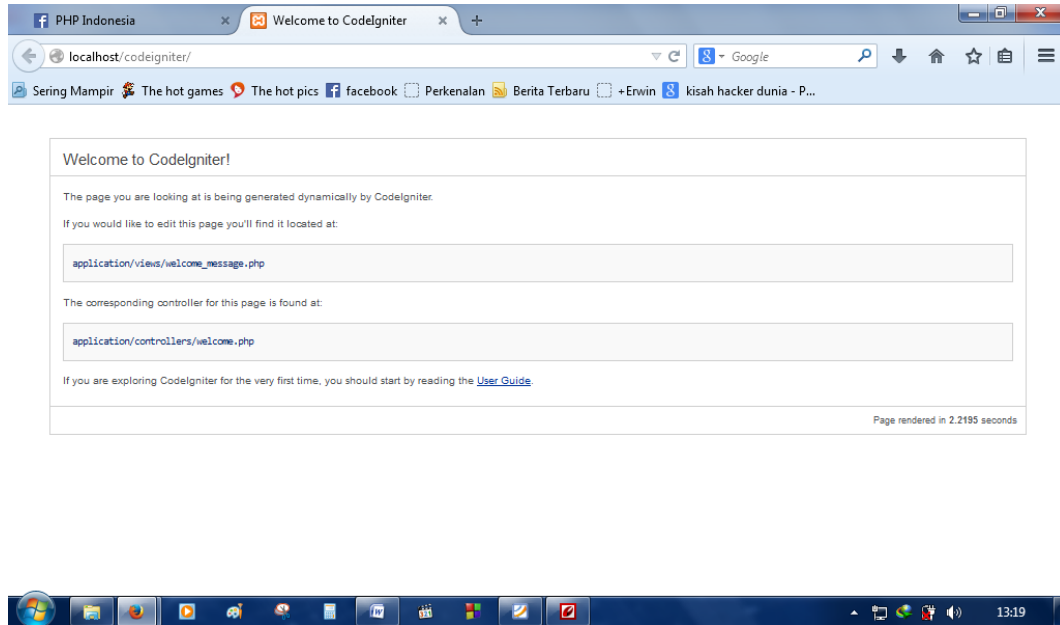 PHP Indonesia
Welcome to CodeIgniter
localhost/codeigniter/
Google
Sering Mampir The hot games The hot pics facebook Perkenalan Berita Terbaru +Erwin kisah hacker dunia - P...
Welcome to CodeIgniter!
The page you are looking at is being generated dynamically by CodeIgniter.
If you would like to edit this page you'll find it located at:
application/views/welcome_message.php
The corresponding controller for this page is found at:
application/controllers/welcome.php
If you are exploring CodeIgniter for the very first time, you should start by reading the User Guide.
Page rendered in 2.2195 seconds
13:19